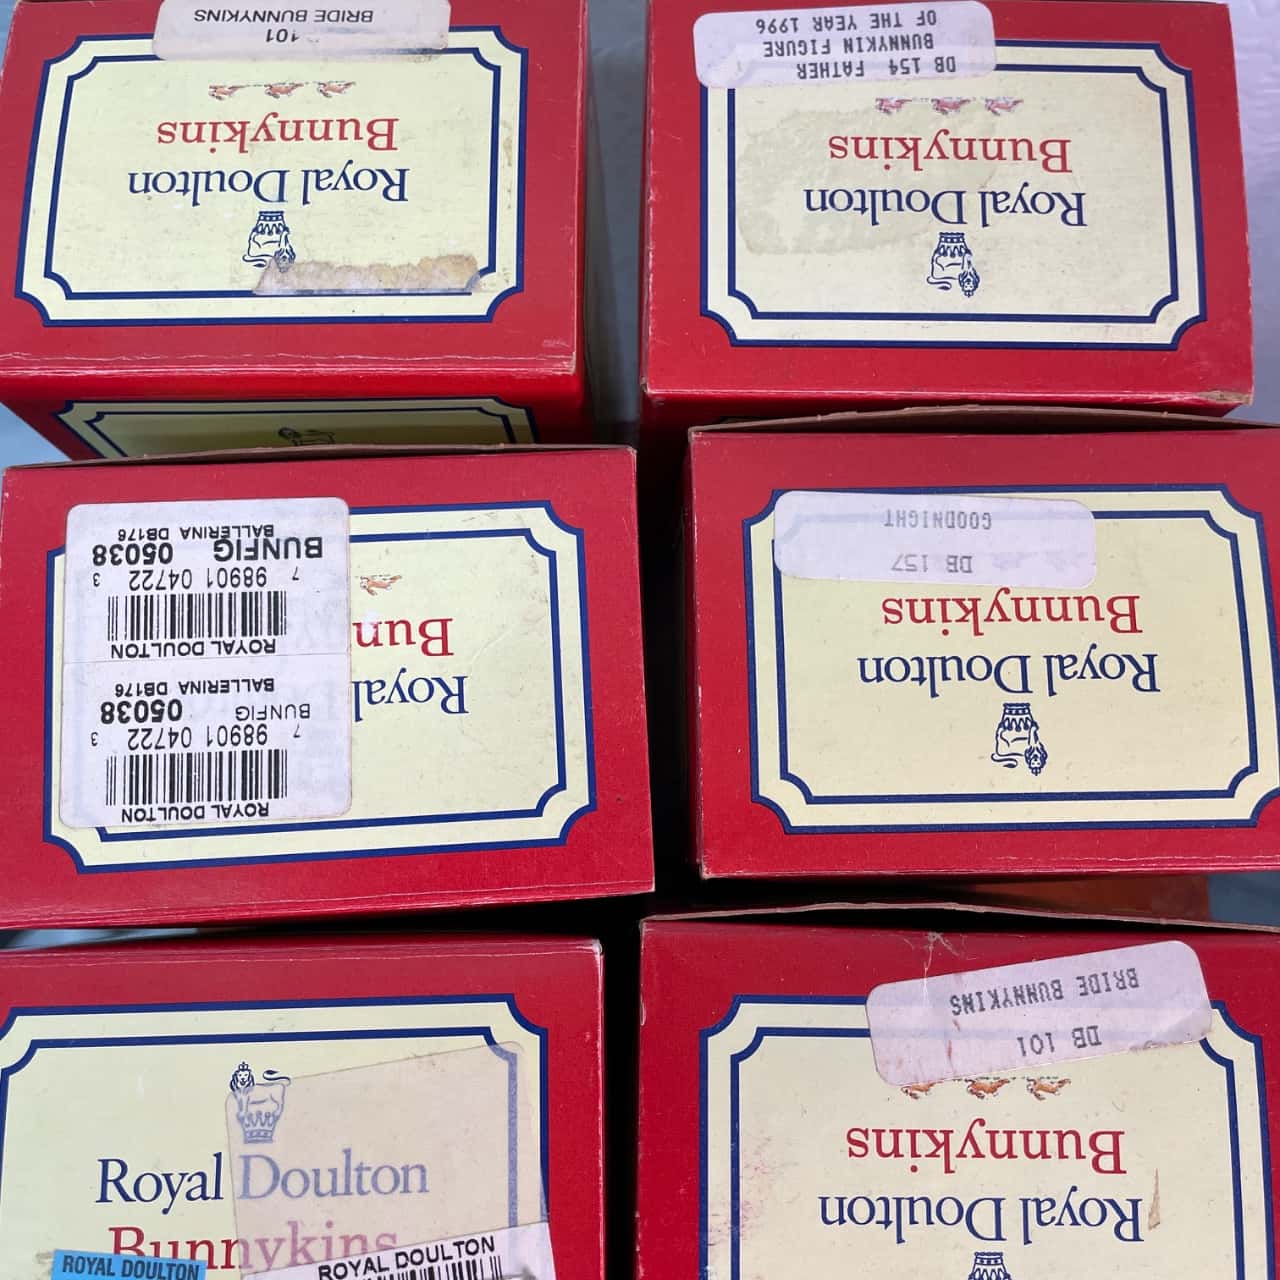 DB 101
BRIDE BUNNYKINS
Royal Doulton
Bunnykins
DB 154 FATHER
BUNNYKIN FIGURE
OF THE YEAR 1996
Royal Doulton
Bunnykins
ROYAL DOULTON
7 98901 04722 3
BUNFIG 05038
BALLERINA DB176
ROYAL DOULTON
7 98901 04722 3
BUNFIG 05038
BALLERINA DB176
Royal
Bun
Royal Doulton
Bunnykins
DB 157
GOODNIGHT
Royal Doulton
Bunnykins
ROYAL DOULTON
ROYAL DOULTON
Royal Doulton
Bunnykins
DB 101
BRIDE BUNNYKINS